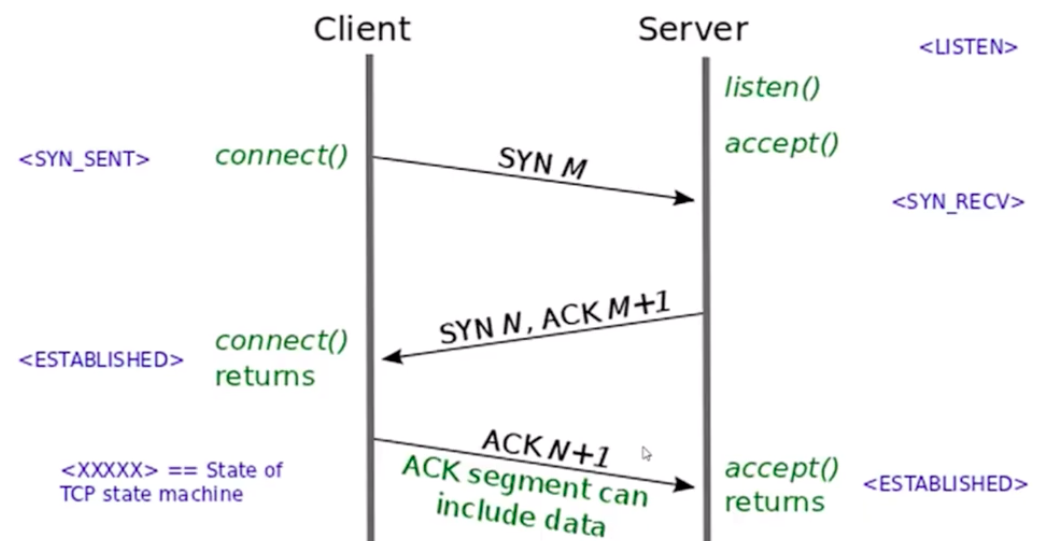 Client
Server
<LISTEN>
listen()
accept()
<SYN_SENT>
connect()
SYN M
<SYN_RECV>
SYN N, ACK M+1
connect()
returns
<ESTABLISHED>
ACK N+1
ACK segment can
include data
<XXXXX> == State of
TCP state machine
accept()
returns
<ESTABLISHED>